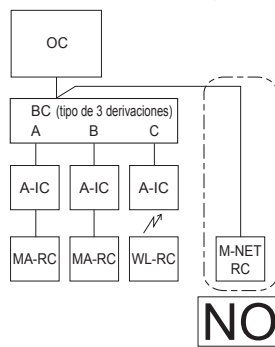 OC
BC (tipo de 3 derivaciones)
A B C
A-IC A-IC A-IC
MA-RC MA-RC WL-RC
M-NET
RC
NO